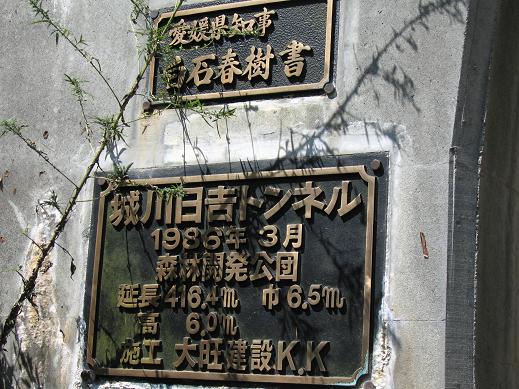 愛媛県知事
白石春樹書
城川日吉トンネル
1986年 3月
森林開発公団
延長416.4m 巾6.5m
高 6.0m
施工 大旺建設K.K